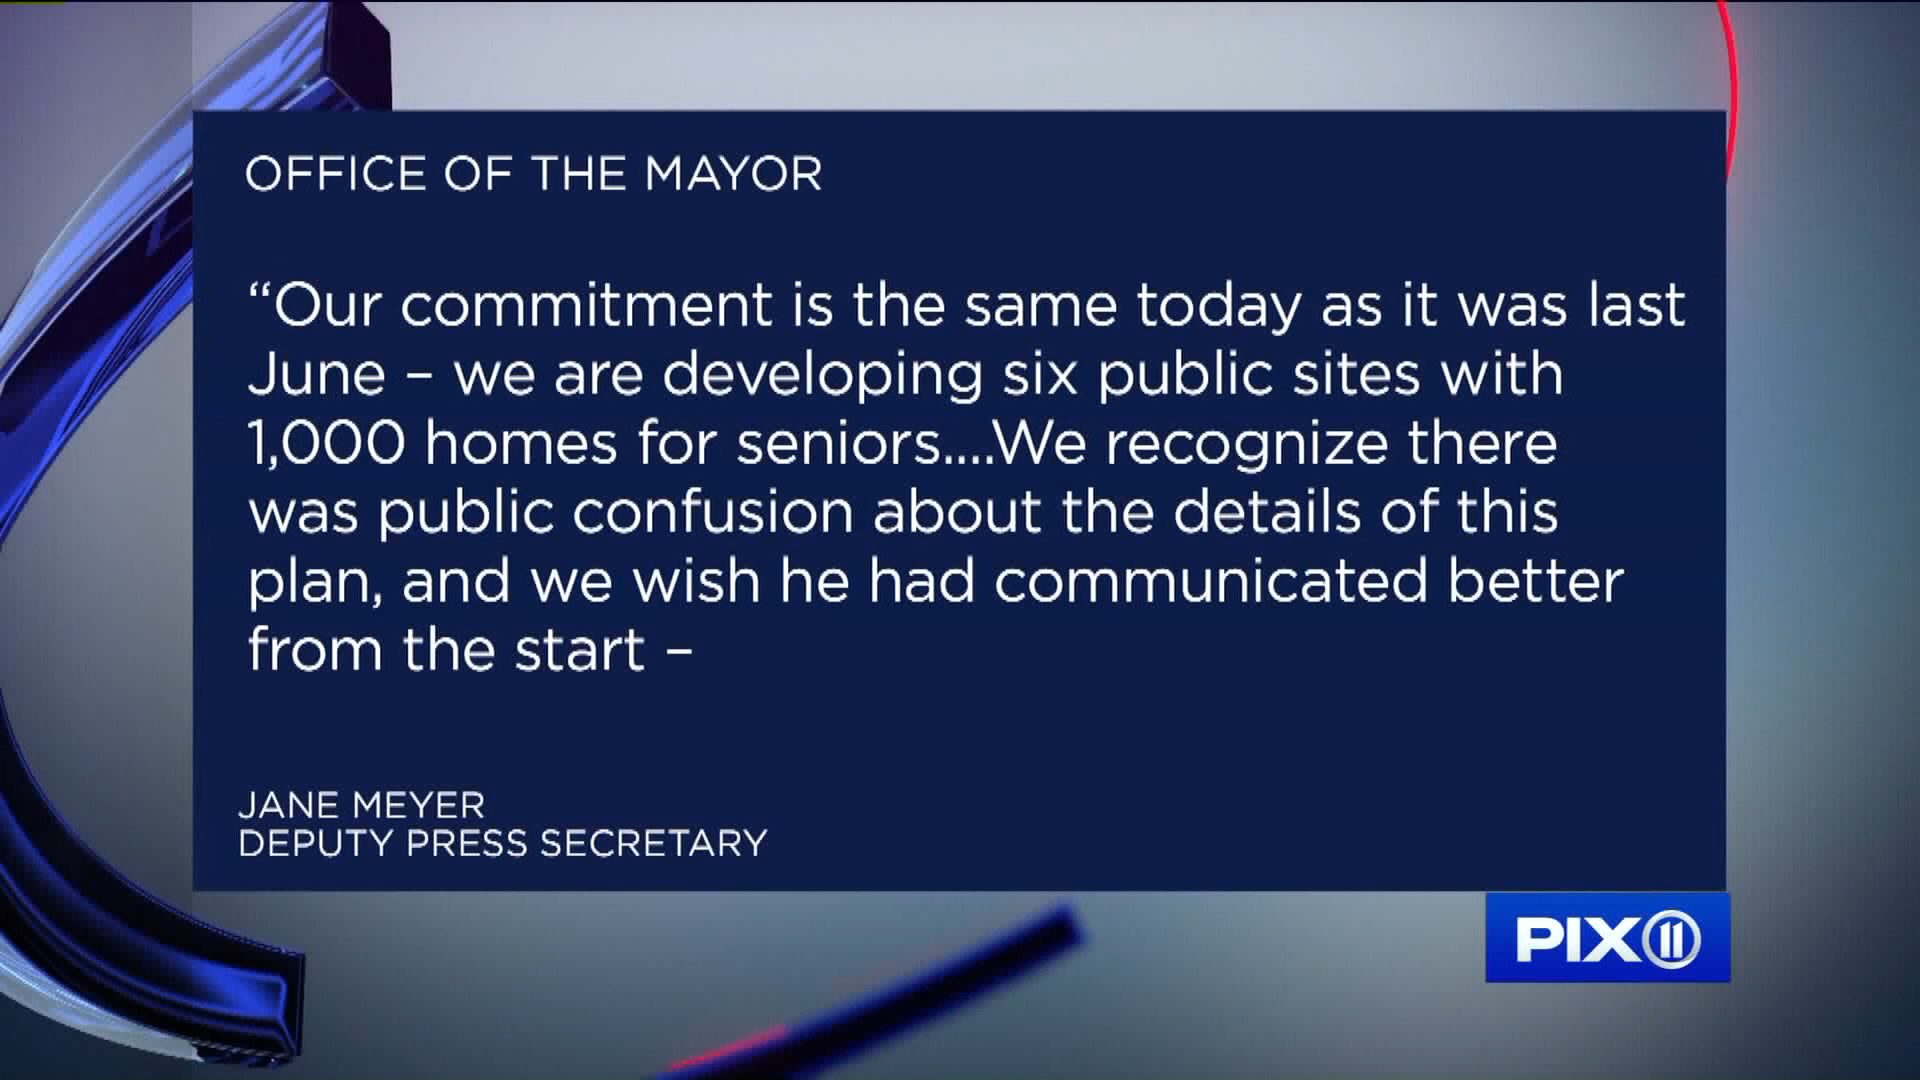 OFFICE OF THE MAYOR
“Our commitment is the same today as it was last
June – we are developing six public sites with
1,000 homes for seniors....We recognize there
was public confusion about the details of this
plan, and we wish he had communicated better
from the start –
JANE MEYER
DEPUTY PRESS SECRETARY
PIX11